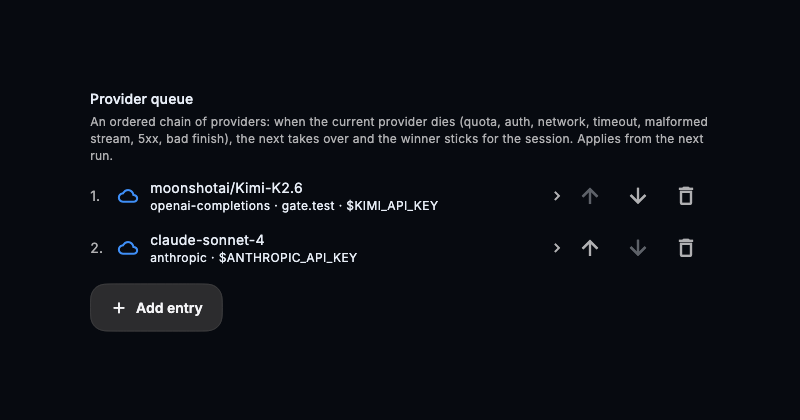 Provider queue
An ordered chain of providers: when the current provider dies (quota, auth, network, timeout, malformed
stream, 5xx, bad finish), the next takes over and the winner sticks for the session. Applies from the next
run.
1. moonshotai/Kimi-K2.6
openai-completions · gate.test · $KIMI_API_KEY
2. claude-sonnet-4
anthropic · $ANTHROPIC_API_KEY
+ Add entry